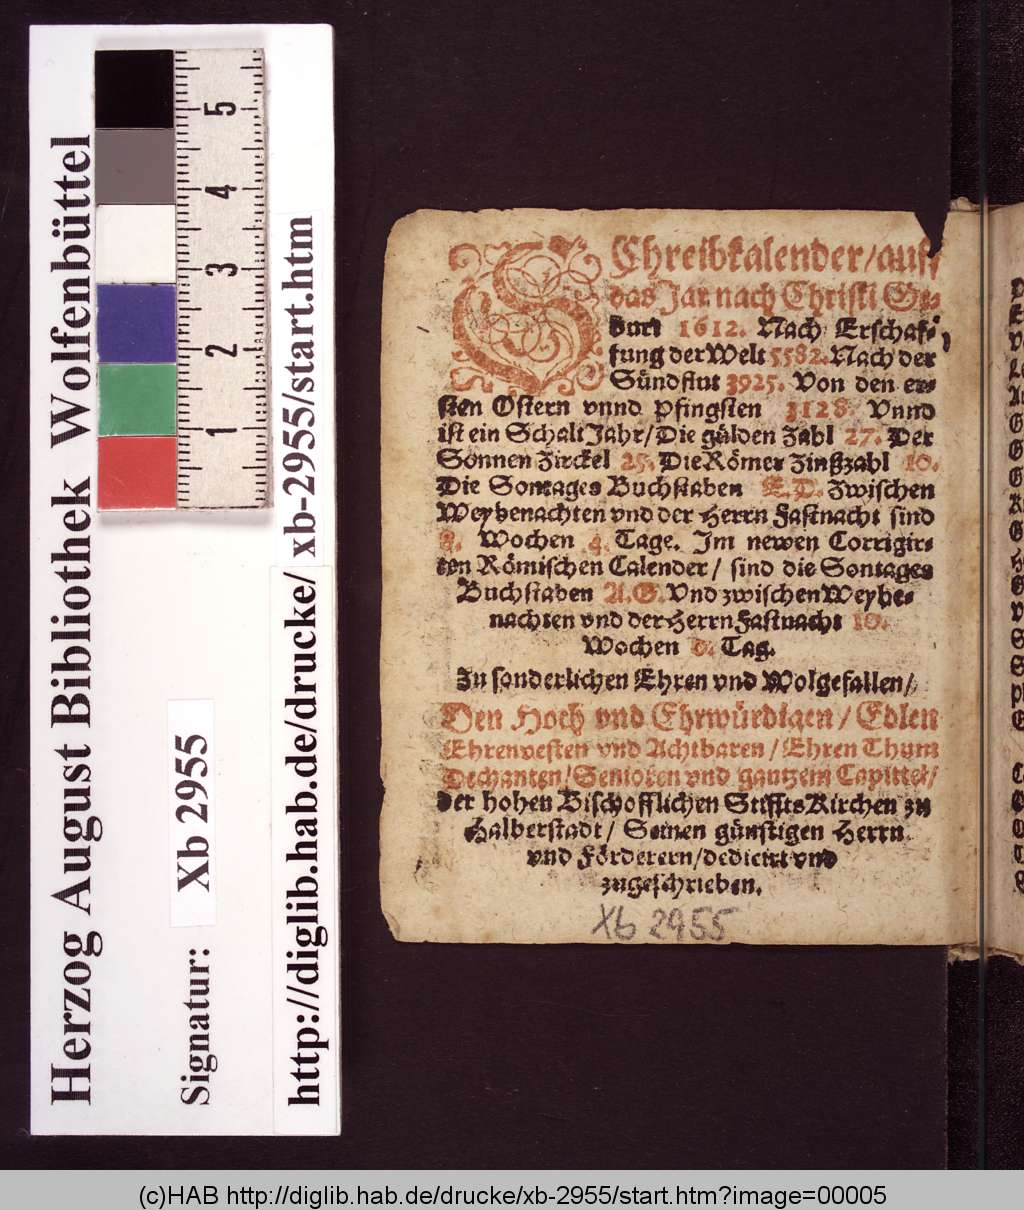 Herzog August Bibliothek Wolfenbüttel
Signatur: Xb 2955
http://diglib.hab.de/drucke/ xb-2955/start.htm
1 2 3 4 5
SChreibkalender/auff
das Jar nach Christi Ge-
burt 1612. Nach Erschaf-
fung der Welt 5582. Nach der
Sündflut 3925. Von den er-
sten Ostern vnnd Pfingsten 3128. Vnnd
ist ein SchaltJahr/Die gülden Zahl 27. Der
Sonnen Zirckel 25. Die Römer Zinßzahl 10.
Die Sontages Buchstaben E. D. Zwischen
Weyhenachten vnd der Herrn Fastnacht sind
8. Wochen 4. Tage. Im newen Corrigir-
ten Römischen Calender/ sind die Sontages
Buchstaben A. G. Vnd zwischen Weyhe-
nachten vnd der Herrn Fastnacht 10.
Wochen 0. Tag.
Zu sonderlichen Ehren vnd Wolgefallen/
Den Hoch vnd Ehrwürdigen/ Edlen
Ehrenvesten vnd Achtbaren/Ehren Thum
Dechanten/Senioren vnd gantzem Capittel/
der hohen Bischofflichen StifftsKirchen zu
Halberstadt/ Seinen günstigen Herrn
vnd Förderern/dediciret vnd
zugeschrieben.
Xb 2955
(c)HAB http://diglib.hab.de/drucke/xb-2955/start.htm?image=00005